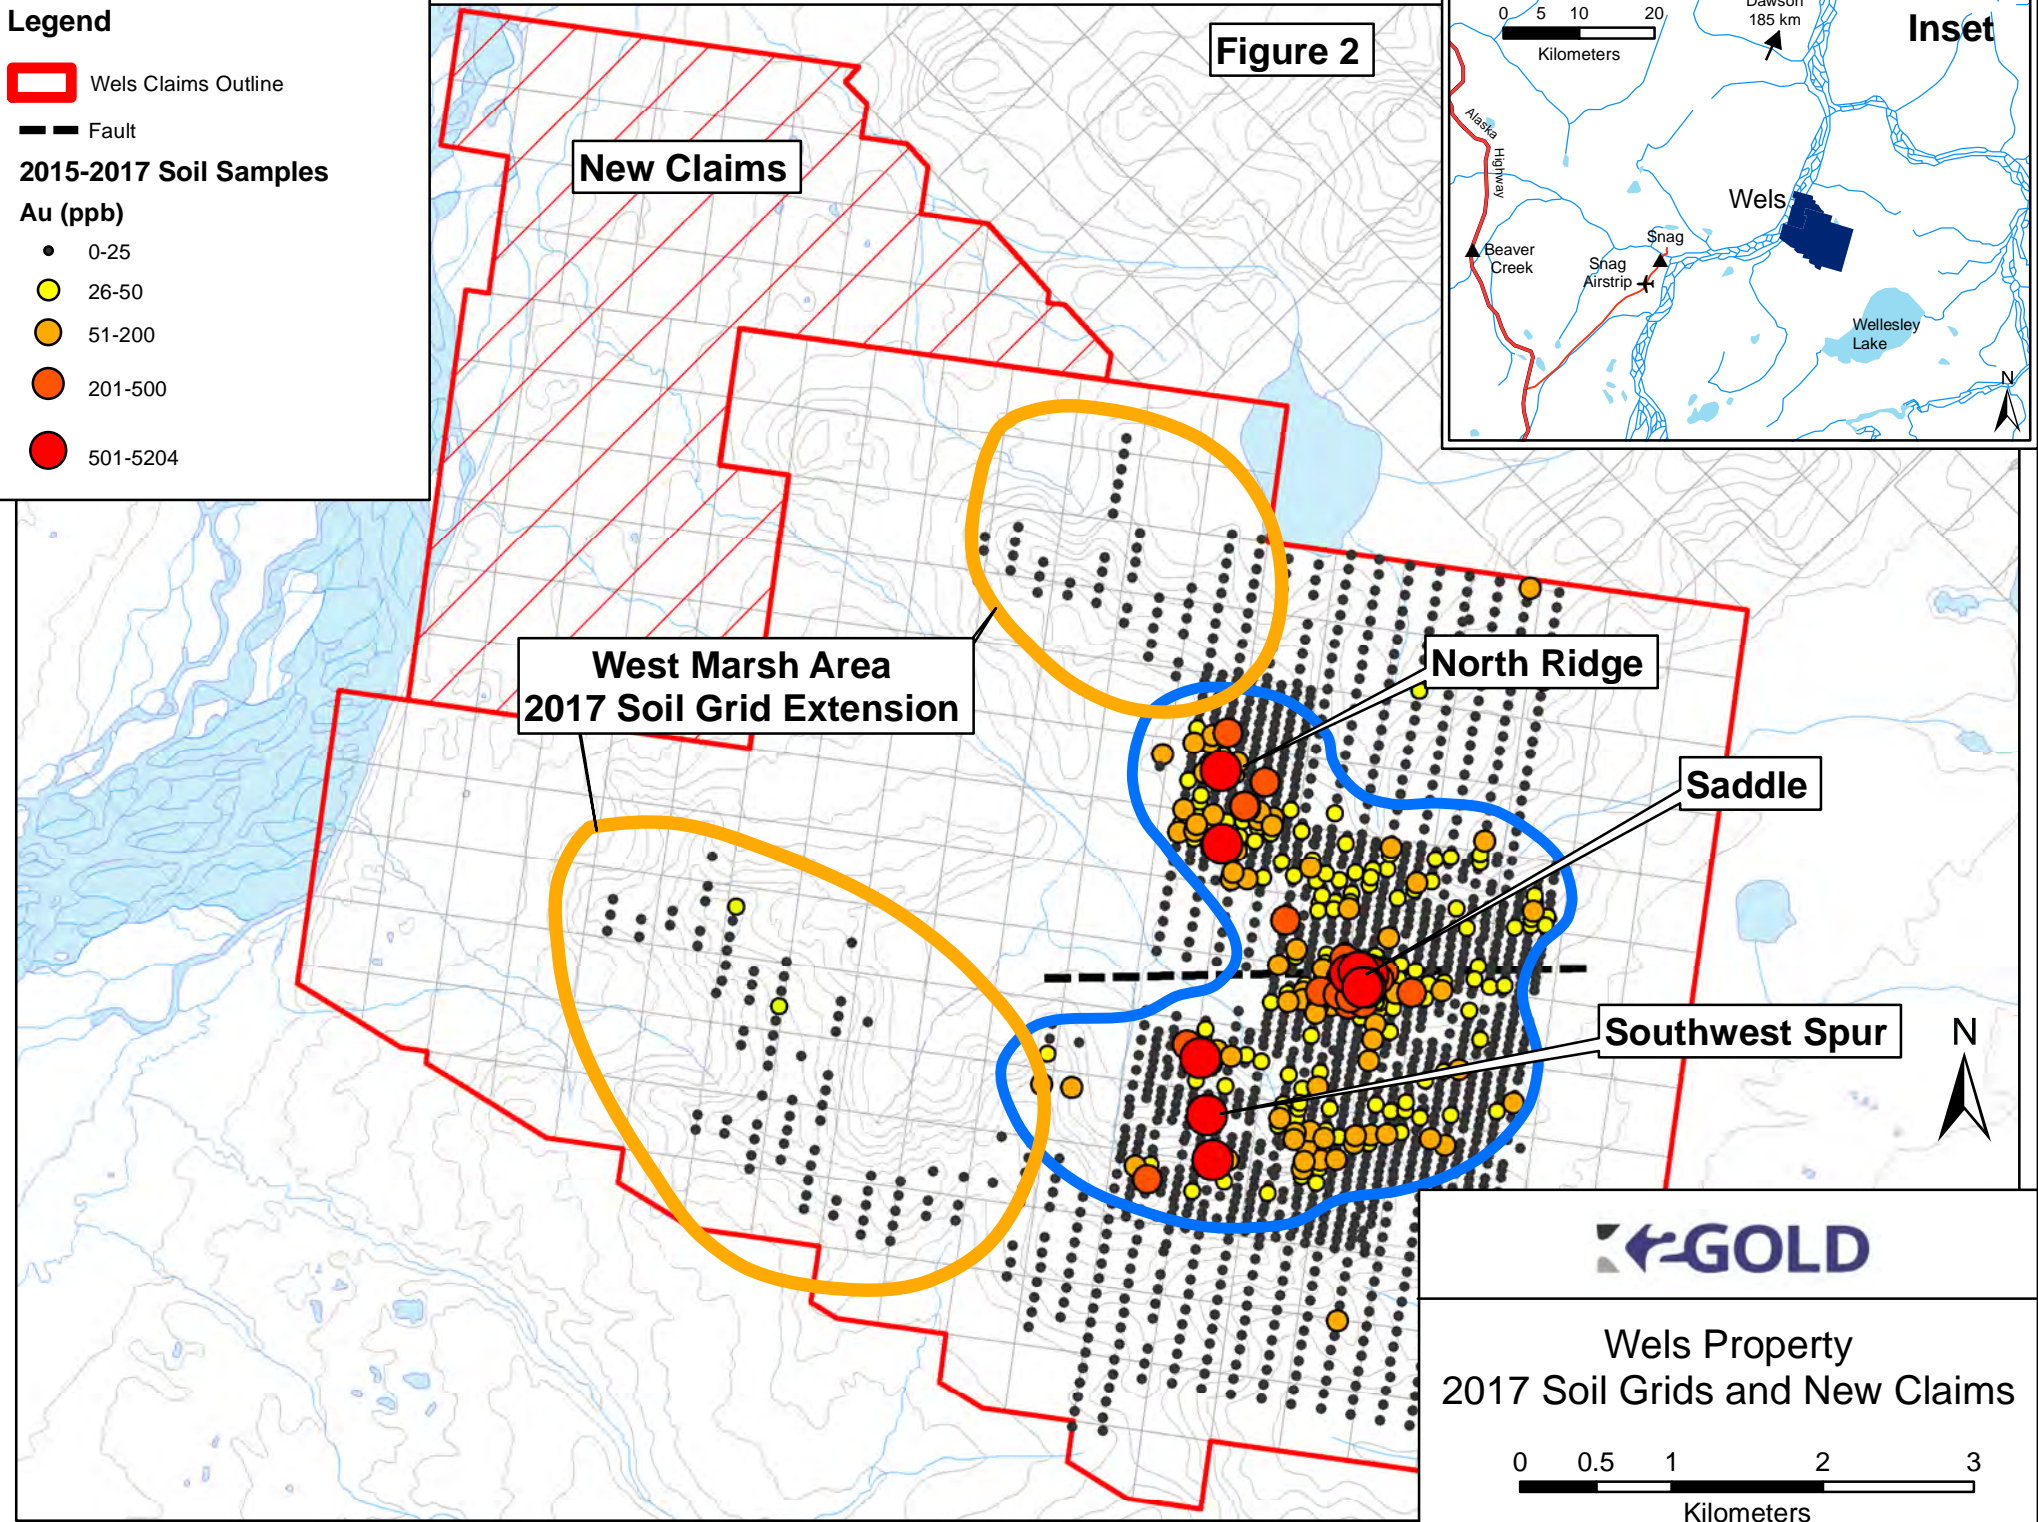 Legend
Wels Claims Outline
Fault
2015-2017 Soil Samples
Au (ppb)
0-25
26-50
51-200
201-500
501-5204
Figure 2
New Claims
0 5 10 20
Kilometers
Dawson
185 km
Inset
Alaska
Highway
Wels
Beaver
Creek
Snag
Snag
Airstrip
Wellesley
Lake
N
West Marsh Area
2017 Soil Grid Extension
North Ridge
Saddle
Southwest Spur
N
K2 GOLD
Wels Property
2017 Soil Grids and New Claims
0 0.5 1 2 3
Kilometers